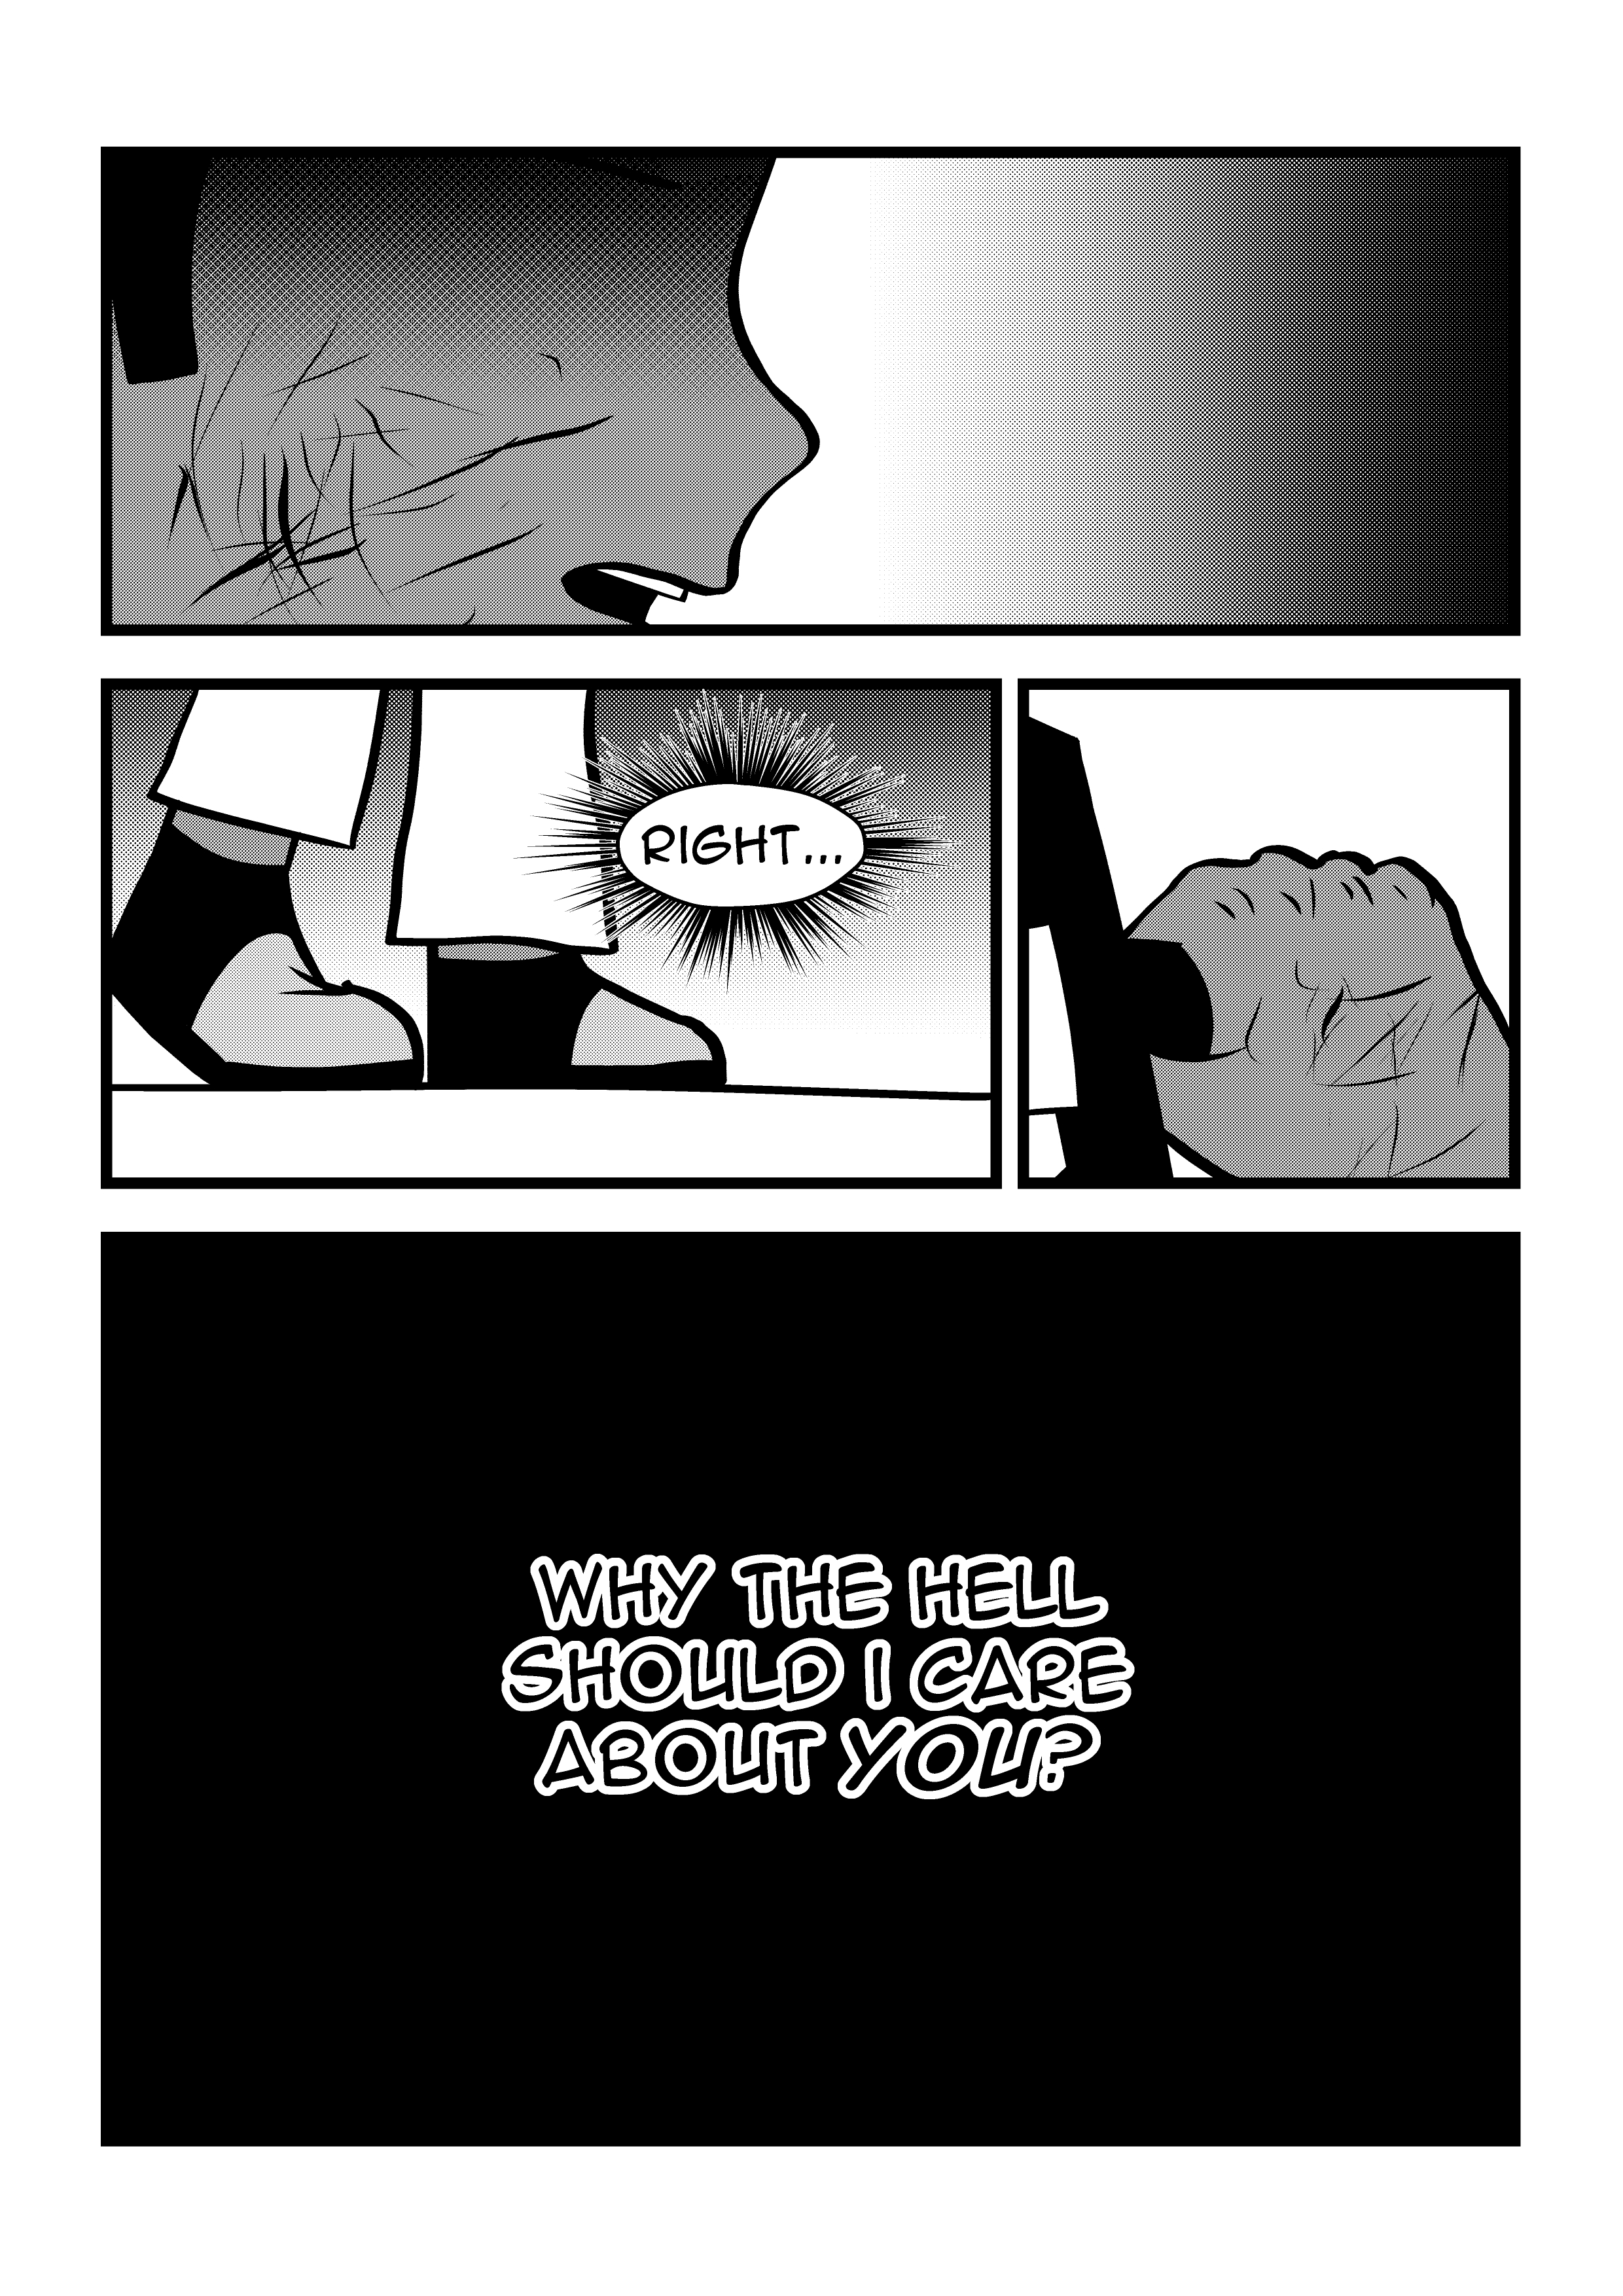 RIGHT...
WHY THE HELL
SHOULD I CARE
ABOUT YOU?